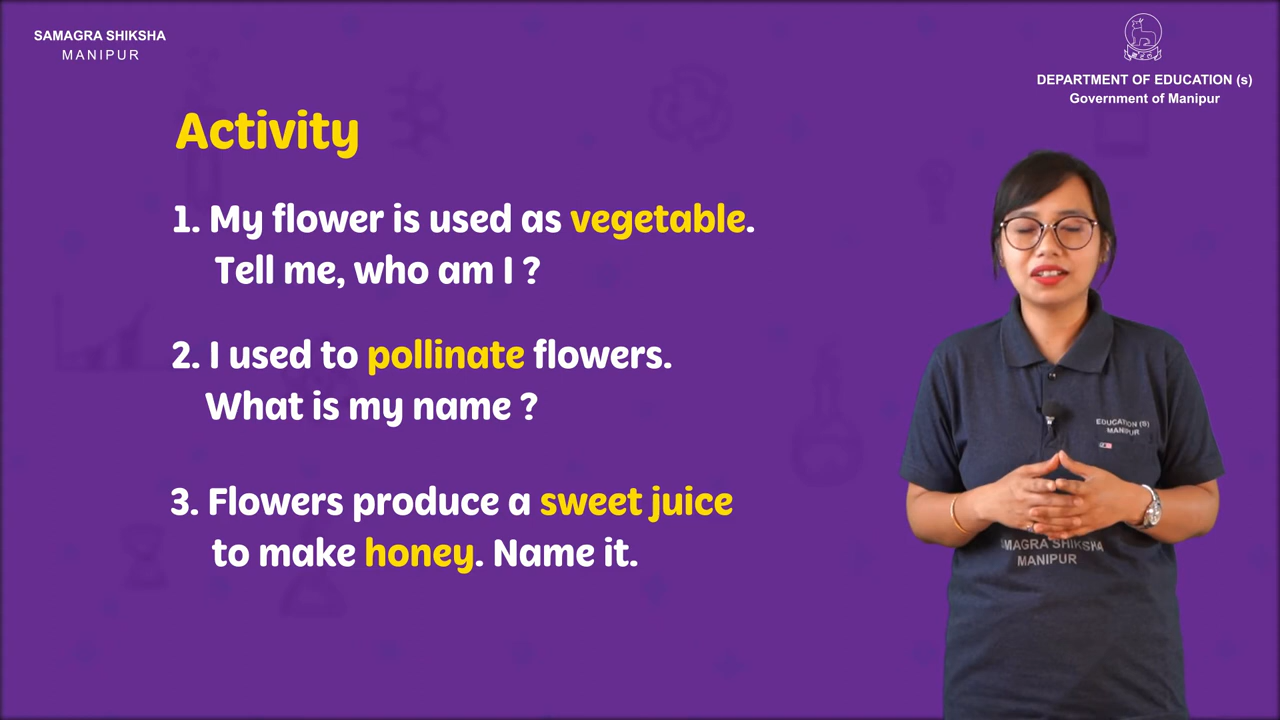 SAMAGRA SHIKSHA
MANIPUR
DEPARTMENT OF EDUCATION (s)
Government of Manipur
Activity
1. My flower is used as vegetable.
Tell me, who am I ?
2. I used to pollinate flowers.
What is my name ?
3. Flowers produce a sweet juice
to make honey. Name it.
EDUCATION (S)
MANIPUR
SHIKSHA
MANIPUR